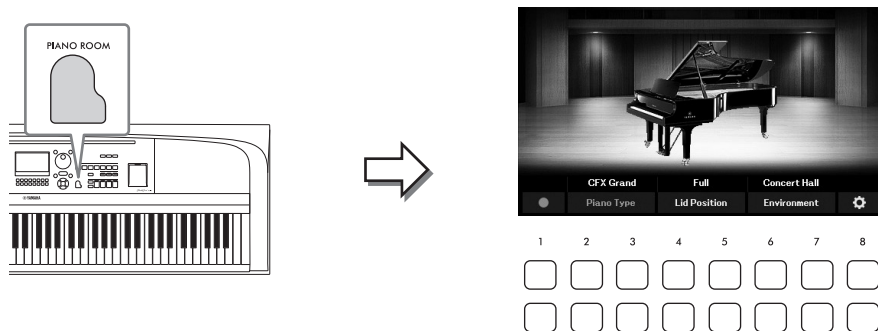 PIANO ROOM
YAMAHA
CFX Grand Full Concert Hall
Piano Type Lid Position Environment
1 2 3 4 5 6 7 8